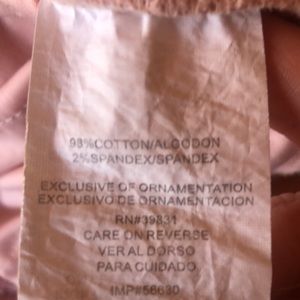 98%COTTON/ALGODON
2%SPANDEX/SPANDEX
EXCLUSIVE OF ORNAMENTATION
EXCLUSIVO DE ORNAMENTACION
RN#39831
CARE ON REVERSE
VER AL DORSO
PARA CUIDADO
IMP#56630